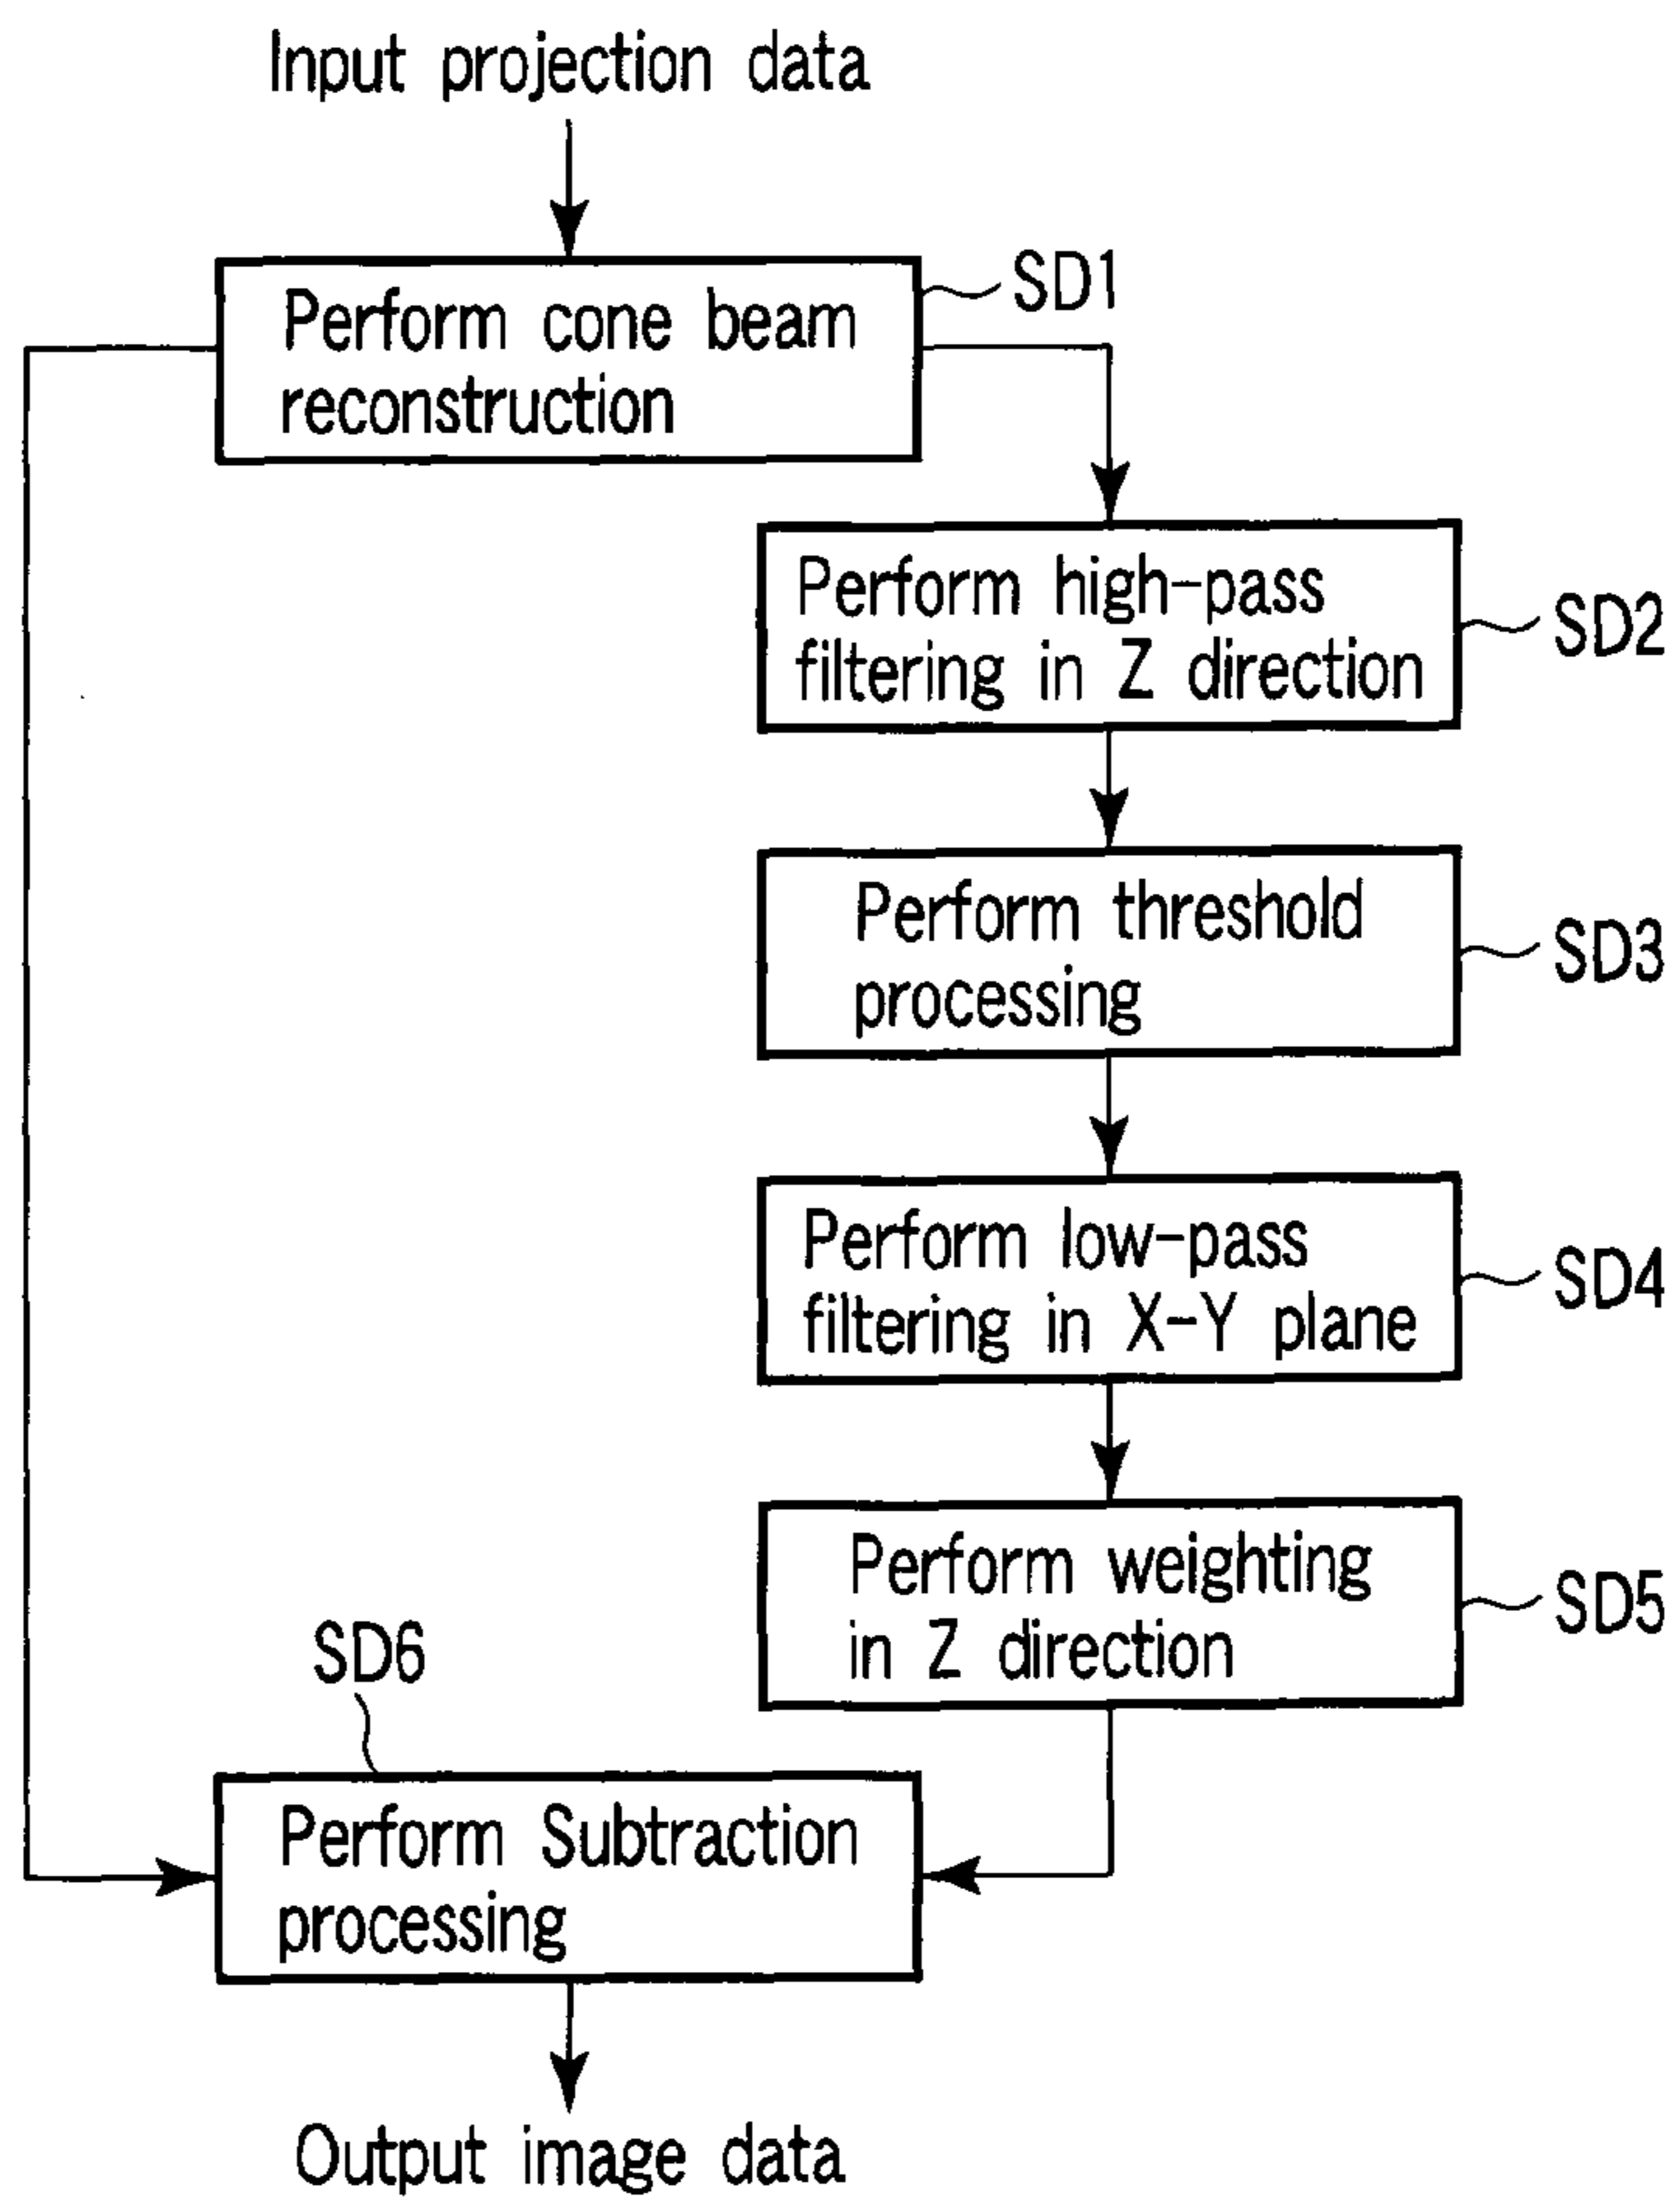 Input projection data
Perform cone beam
reconstruction
SD1
Perform high-pass
filtering in Z direction
SD2
Perform threshold
processing
SD3
Perform low-pass
filtering in X-Y plane
SD4
Perform weighting
in Z direction
SD5
SD6
Perform Subtraction
processing
Output image data